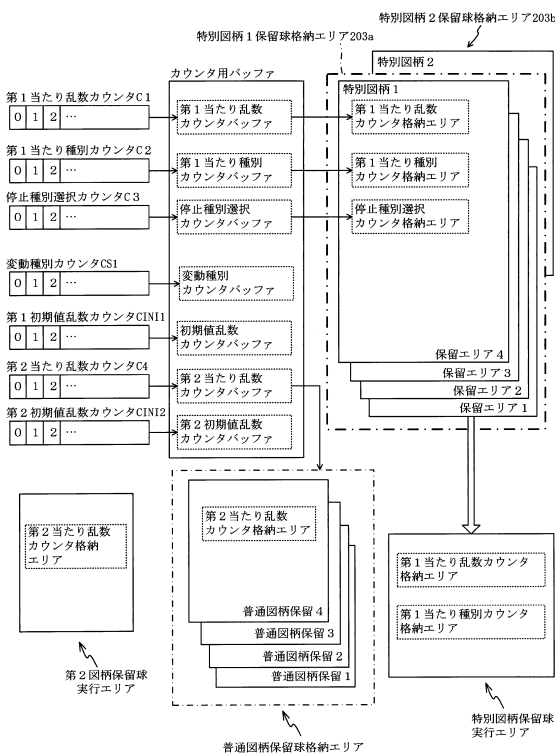 特別図柄２保留球格納エリア203b
特別図柄１保留球格納エリア203a
特別図柄２
カウンタ用バッファ
特別図柄１
第１当たり乱数カウンタC１
0 1 2 …
第１当たり乱数
カウンタバッファ
第１当たり乱数
カウンタ格納エリア
第１当たり種別カウンタC２
0 1 2 …
第１当たり種別
カウンタバッファ
第１当たり種別
カウンタ格納エリア
停止種別選択カウンタC３
0 1 2 …
停止種別選択
カウンタバッファ
停止種別選択
カウンタ格納エリア
変動種別カウンタCS1
0 1 2 …
変動種別
カウンタバッファ
第１初期値乱数カウンタCINI1
0 1 2 …
初期値乱数
カウンタバッファ
第２当たり乱数カウンタC4
0 1 2 …
第２当たり乱数
カウンタバッファ
第２初期値乱数カウンタCINI2
0 1 2 …
第２初期値乱数
カウンタバッファ
保留エリア４
保留エリア３
保留エリア２
保留エリア１
第２当たり乱数
カウンタ格納
エリア
第２図柄保留球
実行エリア
第２当たり乱数
カウンタ格納エリア
普通図柄保留４
普通図柄保留３
普通図柄保留２
普通図柄保留１
普通図柄保留球格納エリア
第１当たり乱数カウンタ
格納エリア
第１当たり種別カウンタ
格納エリア
特別図柄保留球
実行エリア